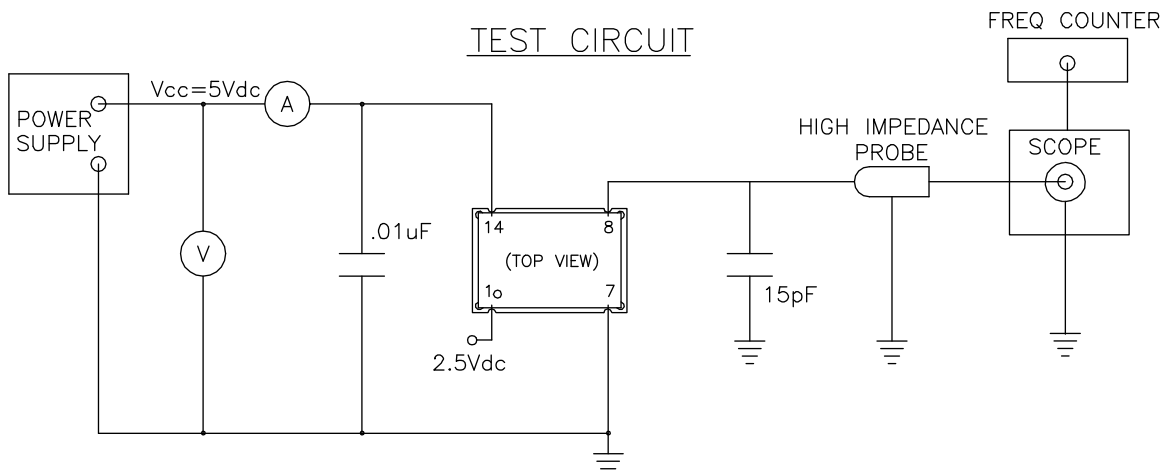 TEST CIRCUIT
FREQ COUNTER
Vcc=5Vdc
A
POWER
SUPPLY
HIGH IMPEDANCE
PROBE
SCOPE
14
8
.01uF
V
(TOP VIEW)
1
7
15pF
2.5Vdc